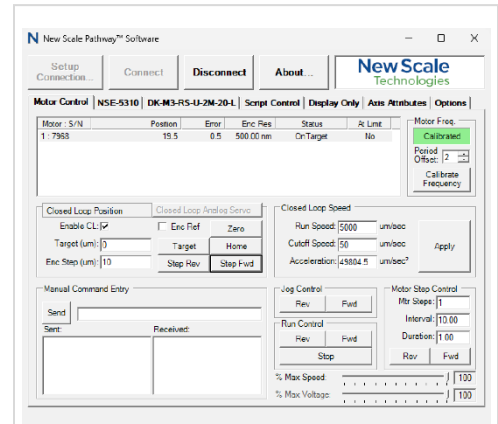 N New Scale Pathway™ Software
Setup Connection... Connect Disconnect About... New Scale Technologies
Motor Control NSE-5310 DK-M3-RS-U-2M-20-L Script Control Display Only Axis Attributes Options
Motor : S/N Position Error Enc Res Status At Limit
1 : 7968 19.5 0.5 500.00 nm OnTarget No
Motor Freq.
Calibrated
Period Offset: 2
Calibrate Frequency
Closed Loop Position Closed Loop Analog Servo
Enable CL: Enc Ref Zero
Target (um): 0 Target Home
Enc Step (um): 10 Step Rev Step Fwd
Closed Loop Speed
Run Speed: 5000 um/sec
Cutoff Speed: 50 um/sec Apply
Acceleration: 49804.5 um/sec²
Manual Command Entry
Send
Sent: Received:
Jog Control
Rev Fwd
Run Control
Rev Fwd
Stop
Motor Step Control
Mtr Steps: 1
Interval: 10.00
Duration: 1.00
Rev Fwd
% Max Speed: 100
% Max Voltage: 100